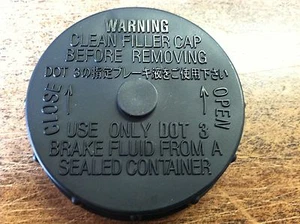 WARNING
CLEAN FILLER CAP
BEFORE REMOVING
DOT 3の指定ブレーキ液をご使用下さい
CLOSE
OPEN
USE ONLY DOT 3
BRAKE FLUID FROM A
SEALED CONTAINER